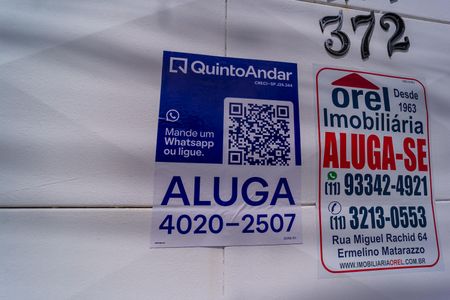 372
QuintoAndar
CRECI-SP J24.344
Mande um
Whatsapp
ou ligue.
ALUGA
4020-2507
orel Desde
1963
Imobiliária
ALUGA-SE
(11) 93342-4921
(11) 3213-0553
Rua Miguel Rachid 64
Ermelino Matarazzo
WWW.IMOBILIARIAOREL.COM.BR